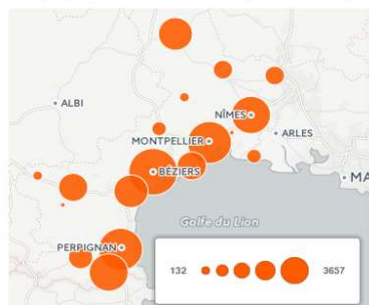 ALBI
NÎMES
MONTPELLIER
ARLES
BÉZIERS
MA
Golfe du Lion
PERPIGNAN
132
3657